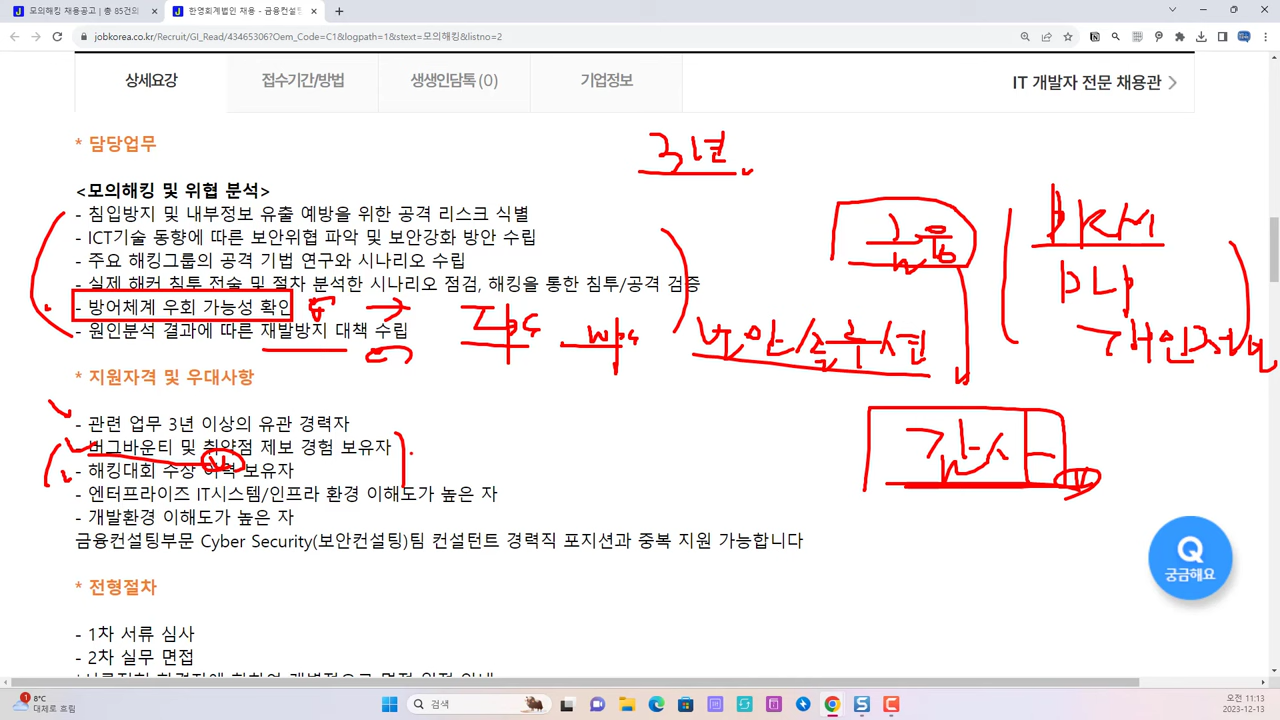 모의해킹 채용공고 | 총 85건의
한영회계법인 채용 - 금융컨설팅
jobkorea.co.kr/Recruit/GI_Read/43465306?Oem_Code=C1&logpath=1&stext=모의해킹&listno=2
상세요강 접수기간/방법 생생인담톡 (0) 기업정보 IT 개발자 전문 채용관
* 담당업무
3년
<모의해킹 및 위협 분석>
- 침입방지 및 내부정보 유출 예방을 위한 공격 리스크 식별
- ICT기술 동향에 따른 보안위협 파악 및 보안강화 방안 수립
- 주요 해킹그룹의 공격 기법 연구와 시나리오 수립
- 실제 해커 침투 전술 및 절차 분석한 시나리오 점검, 해킹을 통한 침투/공격 검증
- 방어체계 우회 가능성 확인
- 원인분석 결과에 따른 재발방지 대책 수립
금융
DRM
DLP
* 지원자격 및 우대사항
- 관련 업무 3년 이상의 유관 경력자
- 버그바운티 및 취약점 제보 경험 보유자
- 해킹대회 수상 이력 보유자
- 엔터프라이즈 IT시스템/인프라 환경 이해도가 높은 자
- 개발환경 이해도가 높은 자
금융컨설팅부문 Cyber Security(보안컨설팅)팀 컨설턴트 경력직 포지션과 중복 지원 가능합니다
Q
궁금해요
* 전형절차
- 1차 서류 심사
- 2차 실무 면접
1
8°C
대체로 흐림
검색
오전 11:13
2023-12-13